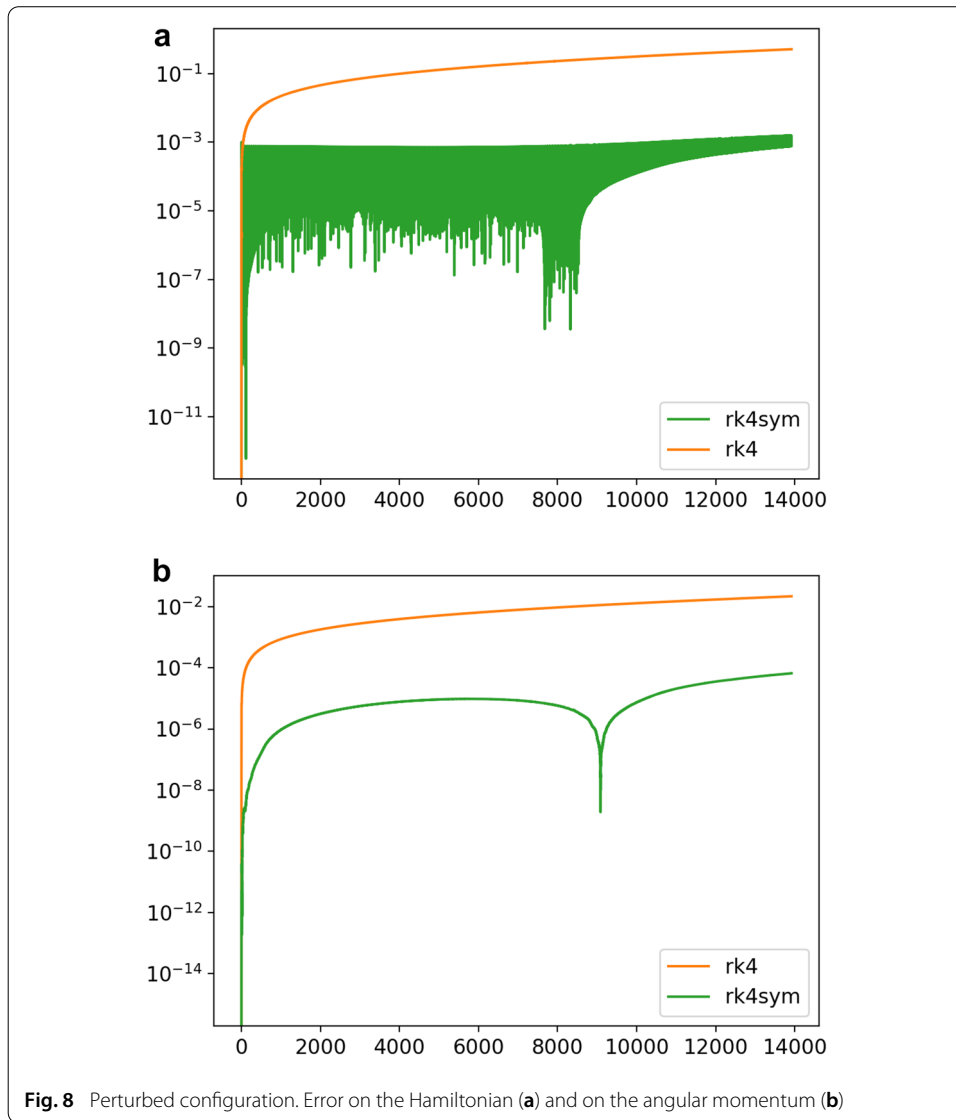 a
10⁻¹
10⁻³
10⁻⁵
10⁻⁷
10⁻⁹
10⁻¹¹
rk4sym
rk4
0 2000 4000 6000 8000 10000 12000 14000
b
10⁻²
10⁻⁴
10⁻⁶
10⁻⁸
10⁻¹⁰
10⁻¹²
10⁻¹⁴
rk4
rk4sym
0 2000 4000 6000 8000 10000 12000 14000
Fig. 8 Perturbed configuration. Error on the Hamiltonian (a) and on the angular momentum (b)